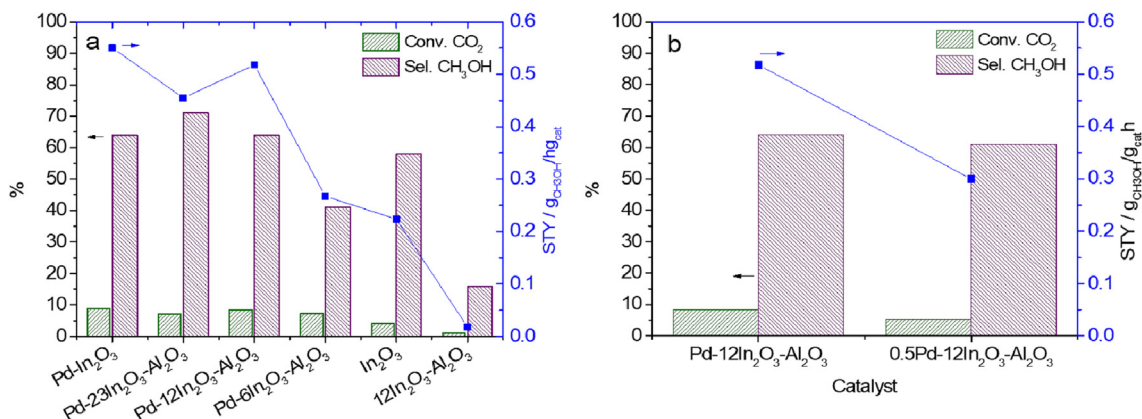 a
Conv. CO2
Sel. CH3OH
100
90
80
70
60
50
40
30
20
10
0
%
0.6
0.5
0.4
0.3
0.2
0.1
0.0
STY / gCH3OH/hgcat
Pd-In2O3
Pd-23In2O3-Al2O3
Pd-12In2O3-Al2O3
Pd-6In2O3-Al2O3
In2O3
12In2O3-Al2O3
b
Conv. CO2
Sel. CH3OH
100
90
80
70
60
50
40
30
20
10
0
%
0.6
0.5
0.4
0.3
0.2
0.1
0.0
STY / gCH3OH/gcath
Pd-12In2O3-Al2O3
0.5Pd-12In2O3-Al2O3
Catalyst